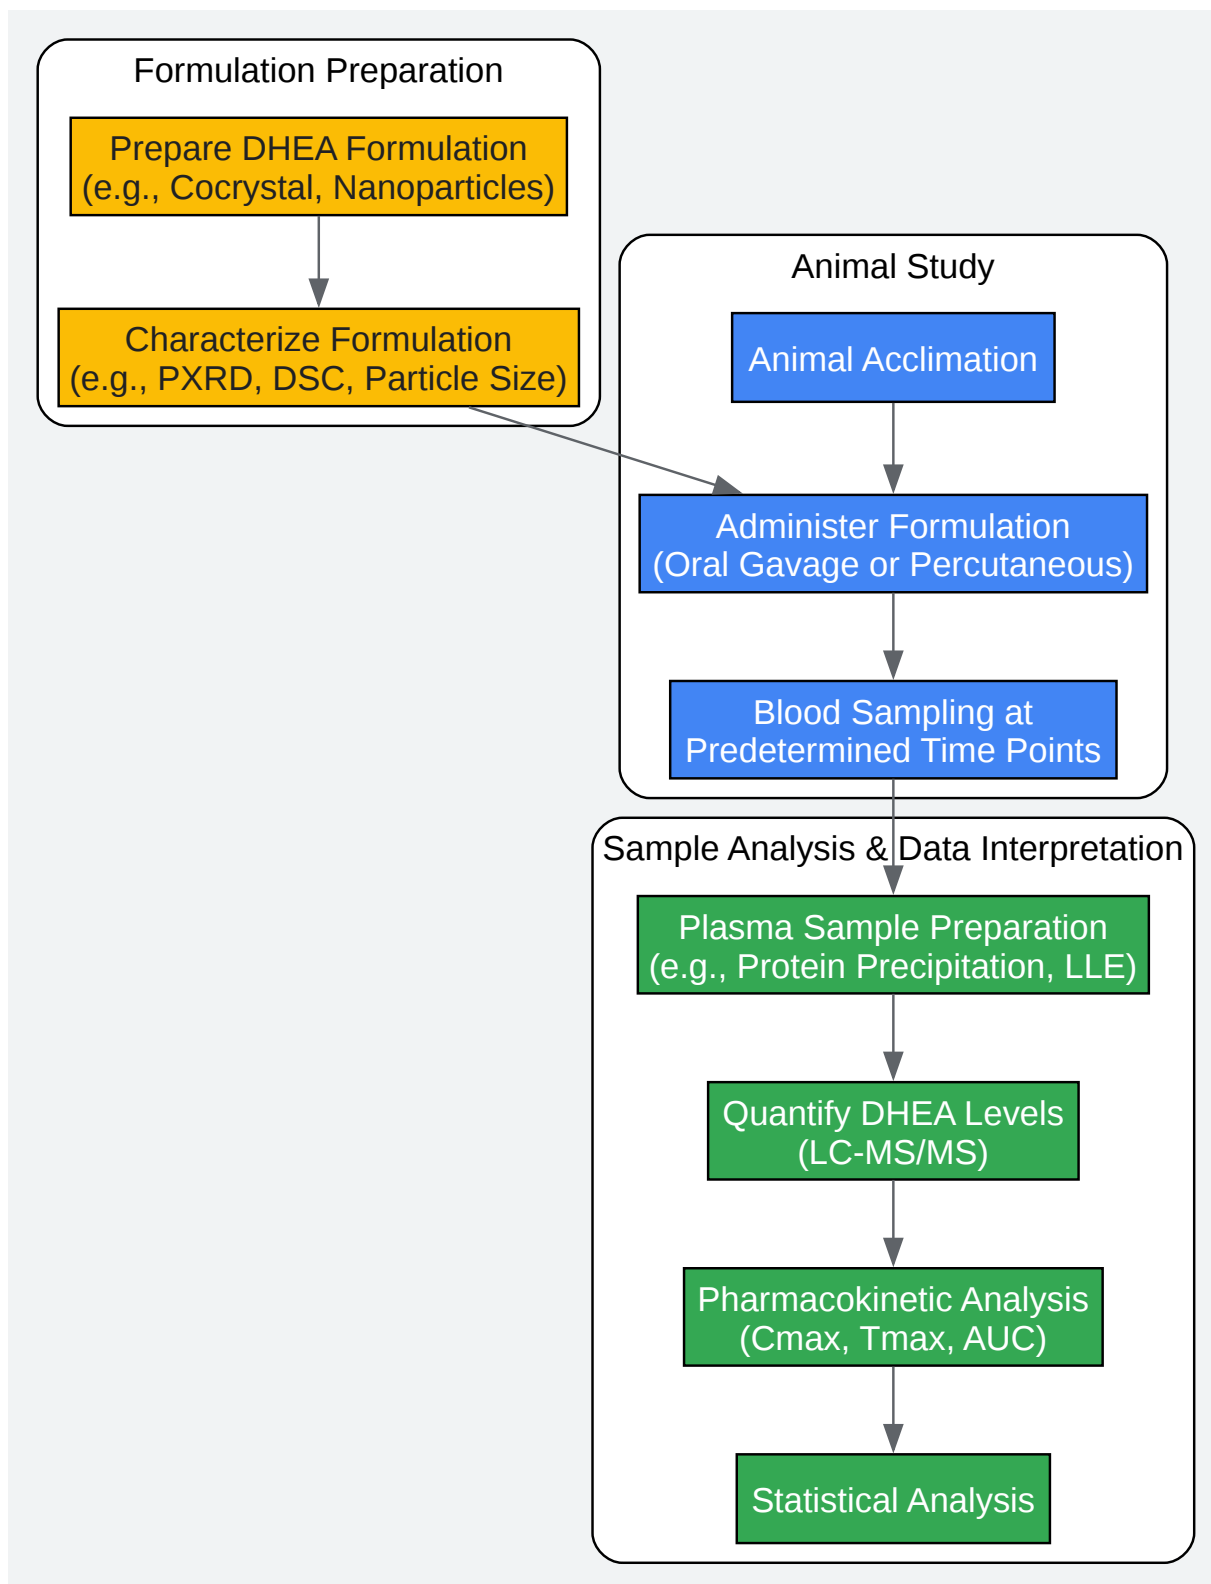 Formulation Preparation
Prepare DHEA Formulation
(e.g., Cocrystal, Nanoparticles)
Characterize Formulation
(e.g., PXRD, DSC, Particle Size)
Animal Study
Animal Acclimation
Administer Formulation
(Oral Gavage or Percutaneous)
Blood Sampling at
Predetermined Time Points
Sample Analysis & Data Interpretation
Plasma Sample Preparation
(e.g., Protein Precipitation, LLE)
Quantify DHEA Levels
(LC-MS/MS)
Pharmacokinetic Analysis
(Cmax, Tmax, AUC)
Statistical Analysis